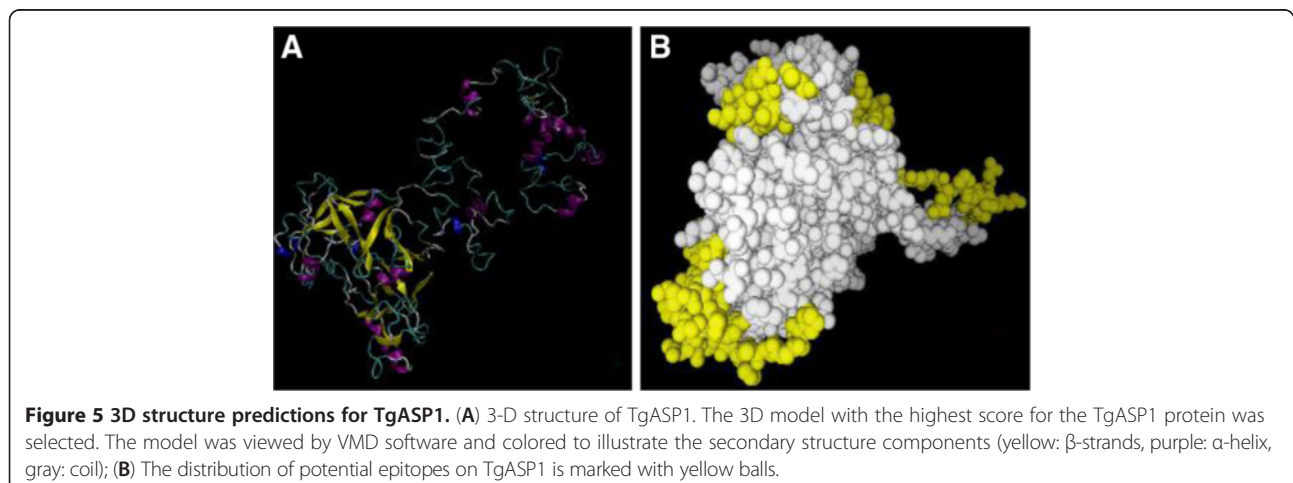 A
B
Figure 5 3D structure predictions for TgASP1. (A) 3-D structure of TgASP1. The 3D model with the highest score for the TgASP1 protein was
selected. The model was viewed by VMD software and colored to illustrate the secondary structure components (yellow: β-strands, purple: α-helix,
gray: coil); (B) The distribution of potential epitopes on TgASP1 is marked with yellow balls.